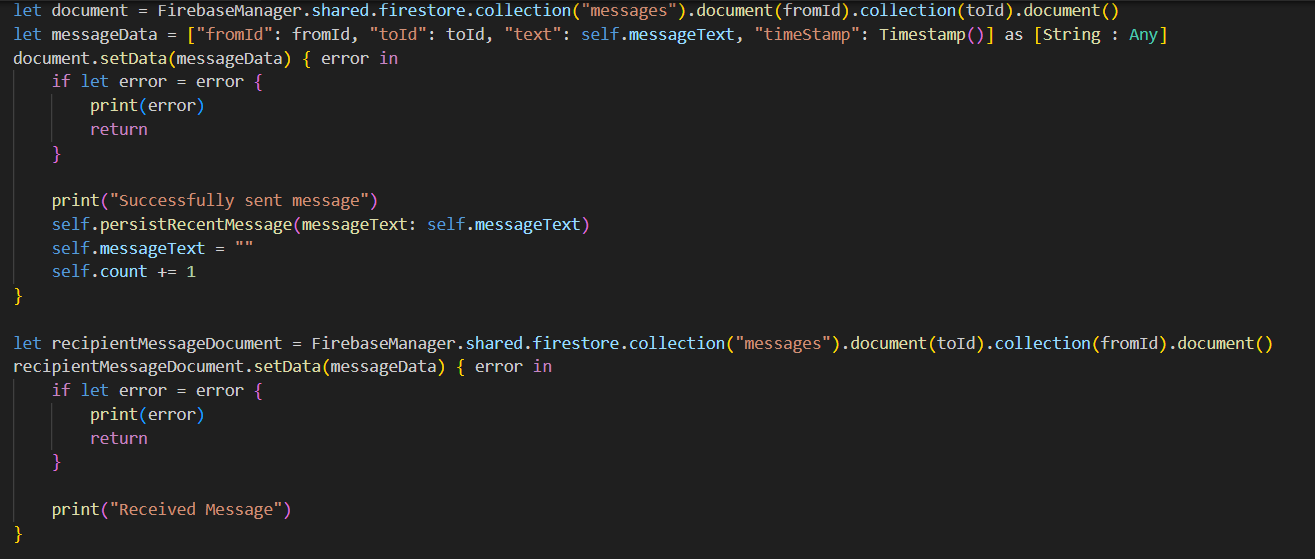 let document = FirebaseManager.shared.firestore.collection("messages").document(fromId).collection(toId).document()
let messageData = ["fromId": fromId, "toId": toId, "text": self.messageText, "timeStamp": Timestamp()] as [String : Any]
document.setData(messageData) { error in
    if let error = error {
        print(error)
        return
    }

    print("Successfully sent message")
    self.persistRecentMessage(messageText: self.messageText)
    self.messageText = ""
    self.count += 1
}

let recipientMessageDocument = FirebaseManager.shared.firestore.collection("messages").document(toId).collection(fromId).document()
recipientMessageDocument.setData(messageData) { error in
    if let error = error {
        print(error)
        return
    }

    print("Received Message")
}